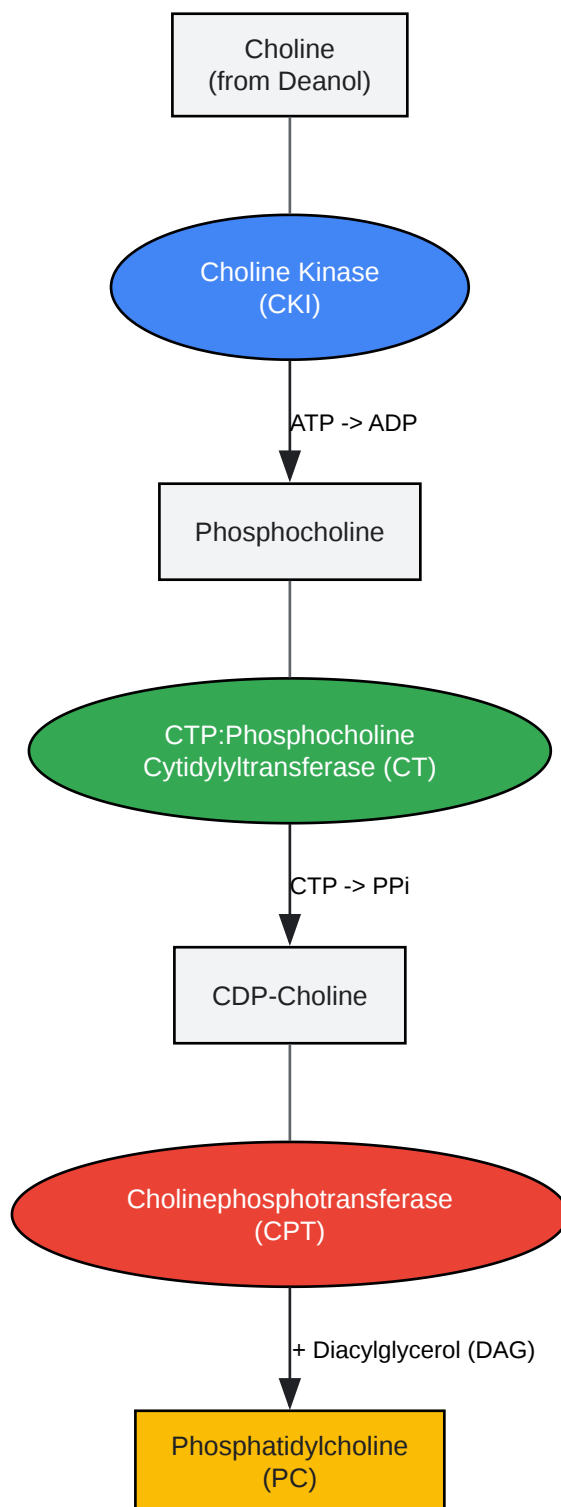 Choline
(from Deanol)
Choline Kinase
(CKI)
ATP -> ADP
Phosphocholine
CTP:Phosphocholine
Cytidylyltransferase (CT)
CTP -> PPi
CDP-Choline
Cholinephosphotransferase
(CPT)
+ Diacylglycerol (DAG)
Phosphatidylcholine
(PC)